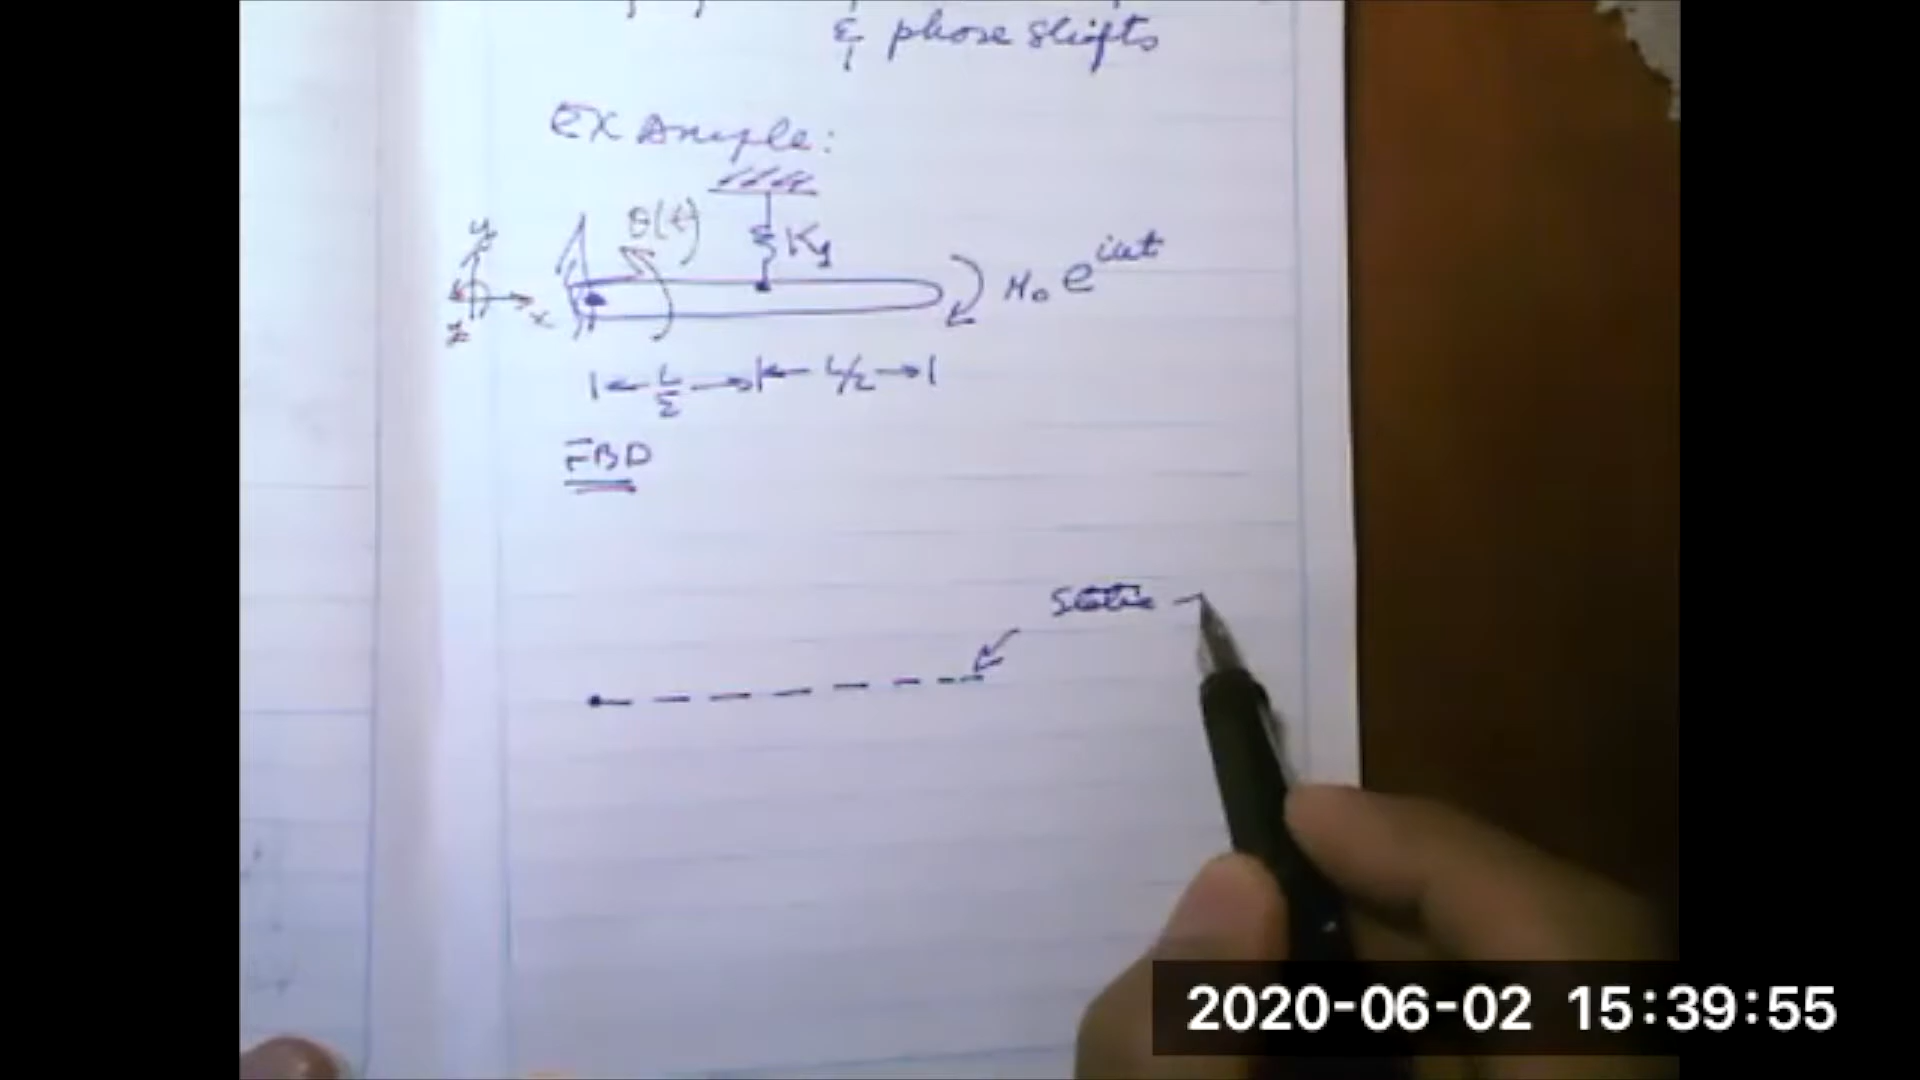 & phase shifts
Example:
θ(t)
y
K1
M0 e^iωt
x
z
L/2 L/2
FBD
Static
2020-06-02 15:39:55